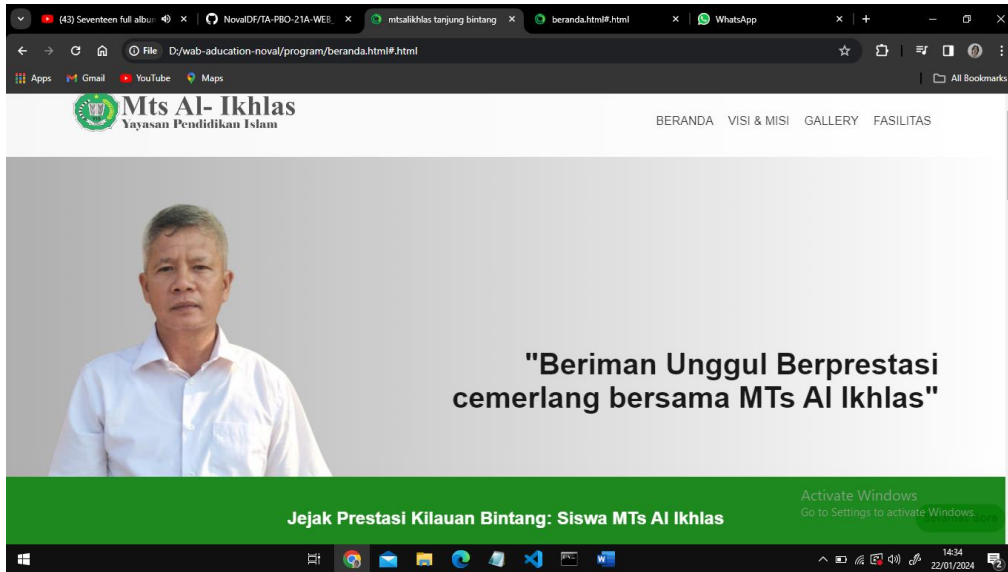 (43) Seventeen full albun
NovalDF/TA-PBO-21A-WEB_
mtsalikhlas tanjung bintang
beranda.html#.html
WhatsApp
File D:/wab-aducation-noval/program/beranda.html#.html
Apps Gmail YouTube Maps All Bookmarks
Mts Al- Ikhlas
Yayasan Pendidikan Islam
BERANDA VISI & MISI GALLERY FASILITAS
"Beriman Unggul Berprestasi
cemerlang bersama MTs Al Ikhlas"
Jejak Prestasi Kilauan Bintang: Siswa MTs Al Ikhlas
Activate Windows
Go to Settings to activate Windows.
14:34
22/01/2024